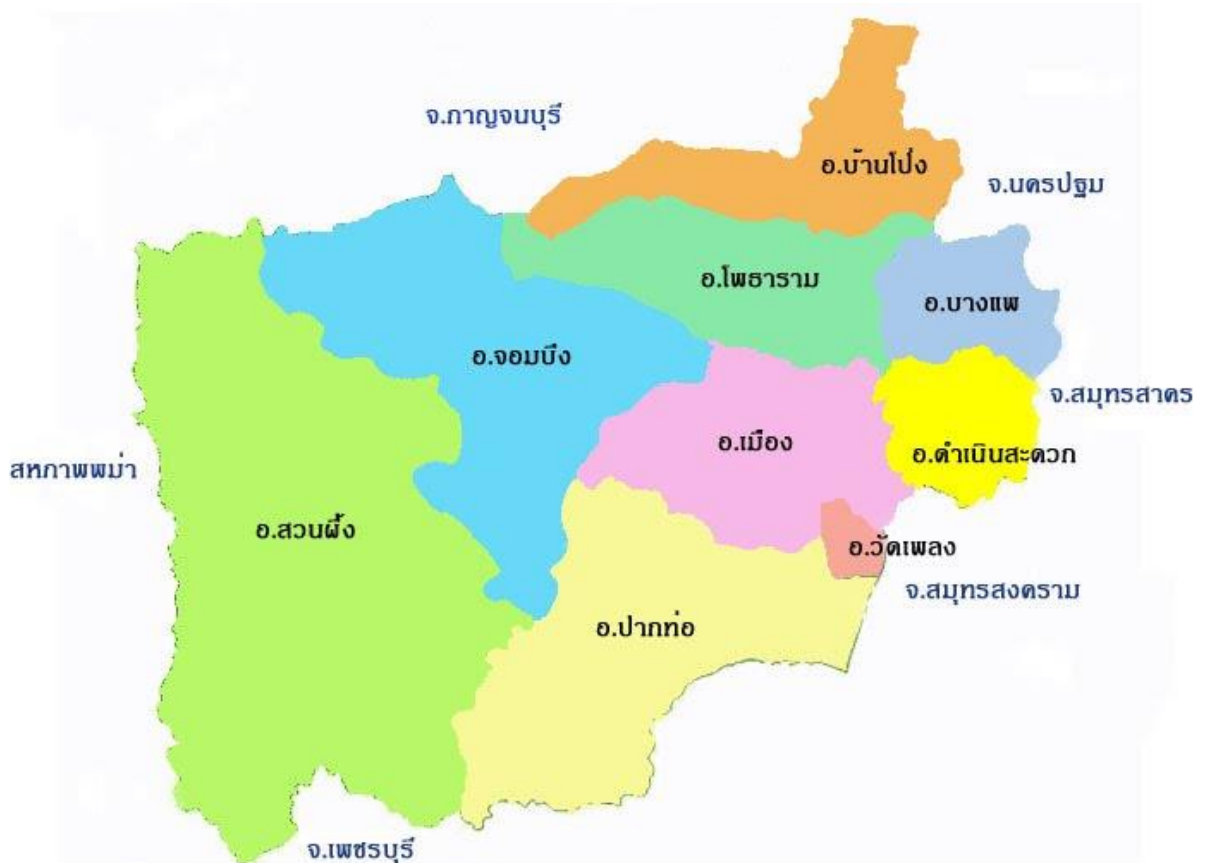 จ.กาญจนบุรี
อ.บ้านโป่ง
จ.นครปฐม
อ.โพธาราม
อ.บางแพ
อ.จอมบึง
จ.สมุทรสาคร
อ.เมือง
อ.ดำเนินสะดวก
สหภาพพม่า
อ.สวนผึ้ง
อ.วัดเพลง
จ.สมุทรสงคราม
อ.ปากท่อ
จ.เพชรบุรี